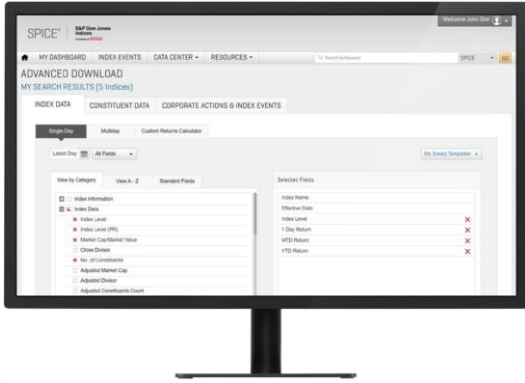 Welcome John Doe
SPICE
S&P Dow Jones
Indices
MY DASHBOARD INDEX EVENTS DATA CENTER RESOURCES
Search by Keyword
SPICE
GO
ADVANCED DOWNLOAD
MY SEARCH RESULTS [5 Indices]
INDEX DATA CONSTITUENT DATA CORPORATE ACTIONS & INDEX EVENTS
Single Day Multiday Custom Returns Calculator
Latest Day All Fields My Saved Templates
View by Category View A - Z Standard Fields
Selected Fields
Index Information
Index Data
Index Level
Index Level (PR)
Market Cap/Market Value
Close Divisor
No. of Constituents
Adjusted Market Cap
Adjusted Divisor
Adjusted Constituents Count
Index Name
Effective Date
Index Level
1 Day Return
MTD Return
YTD Return